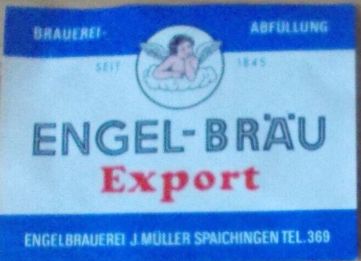 BRAUEREI- ABFÜLLUNG
SEIT 1845
ENGEL-BRÄU
Export
ENGELBRAUEREI J. MÜLLER SPAICHINGEN TEL. 369